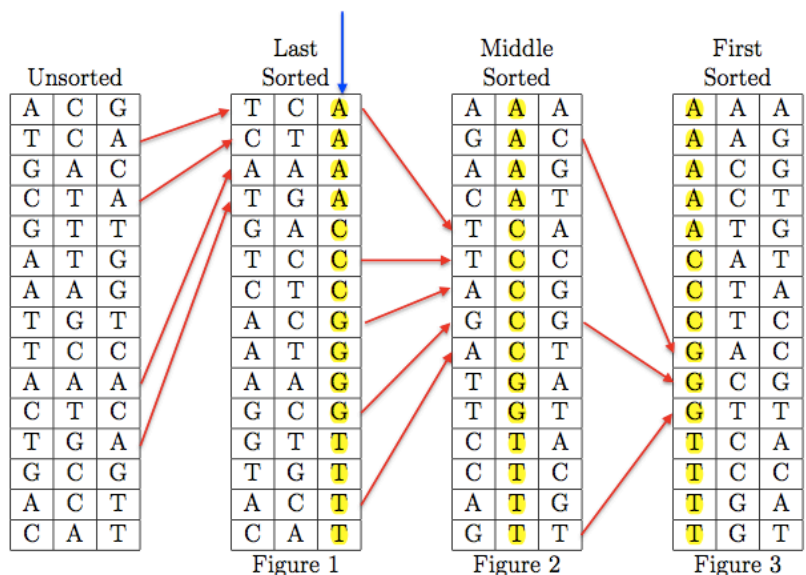 Last Middle First
Unsorted Sorted Sorted Sorted
A C G T C A A A A A A A
T C A C T A G A C A A G
G A C A A A A A G A C G
C T A T G A C A T A C T
G T T G A C T C A A T G
A T G T C C T C C C A T
A A G C T C A C G C T A
T G T A C G G C G C T C
T C C A T G A C T G A C
A A A A A G T G A G C G
C T C G C G T G T G T T
T G A G T T C T A T C A
G C G T G T C T C T C C
A C T A C T A T G T G A
C A T C A T G T T T G T
Figure 1 Figure 2 Figure 3